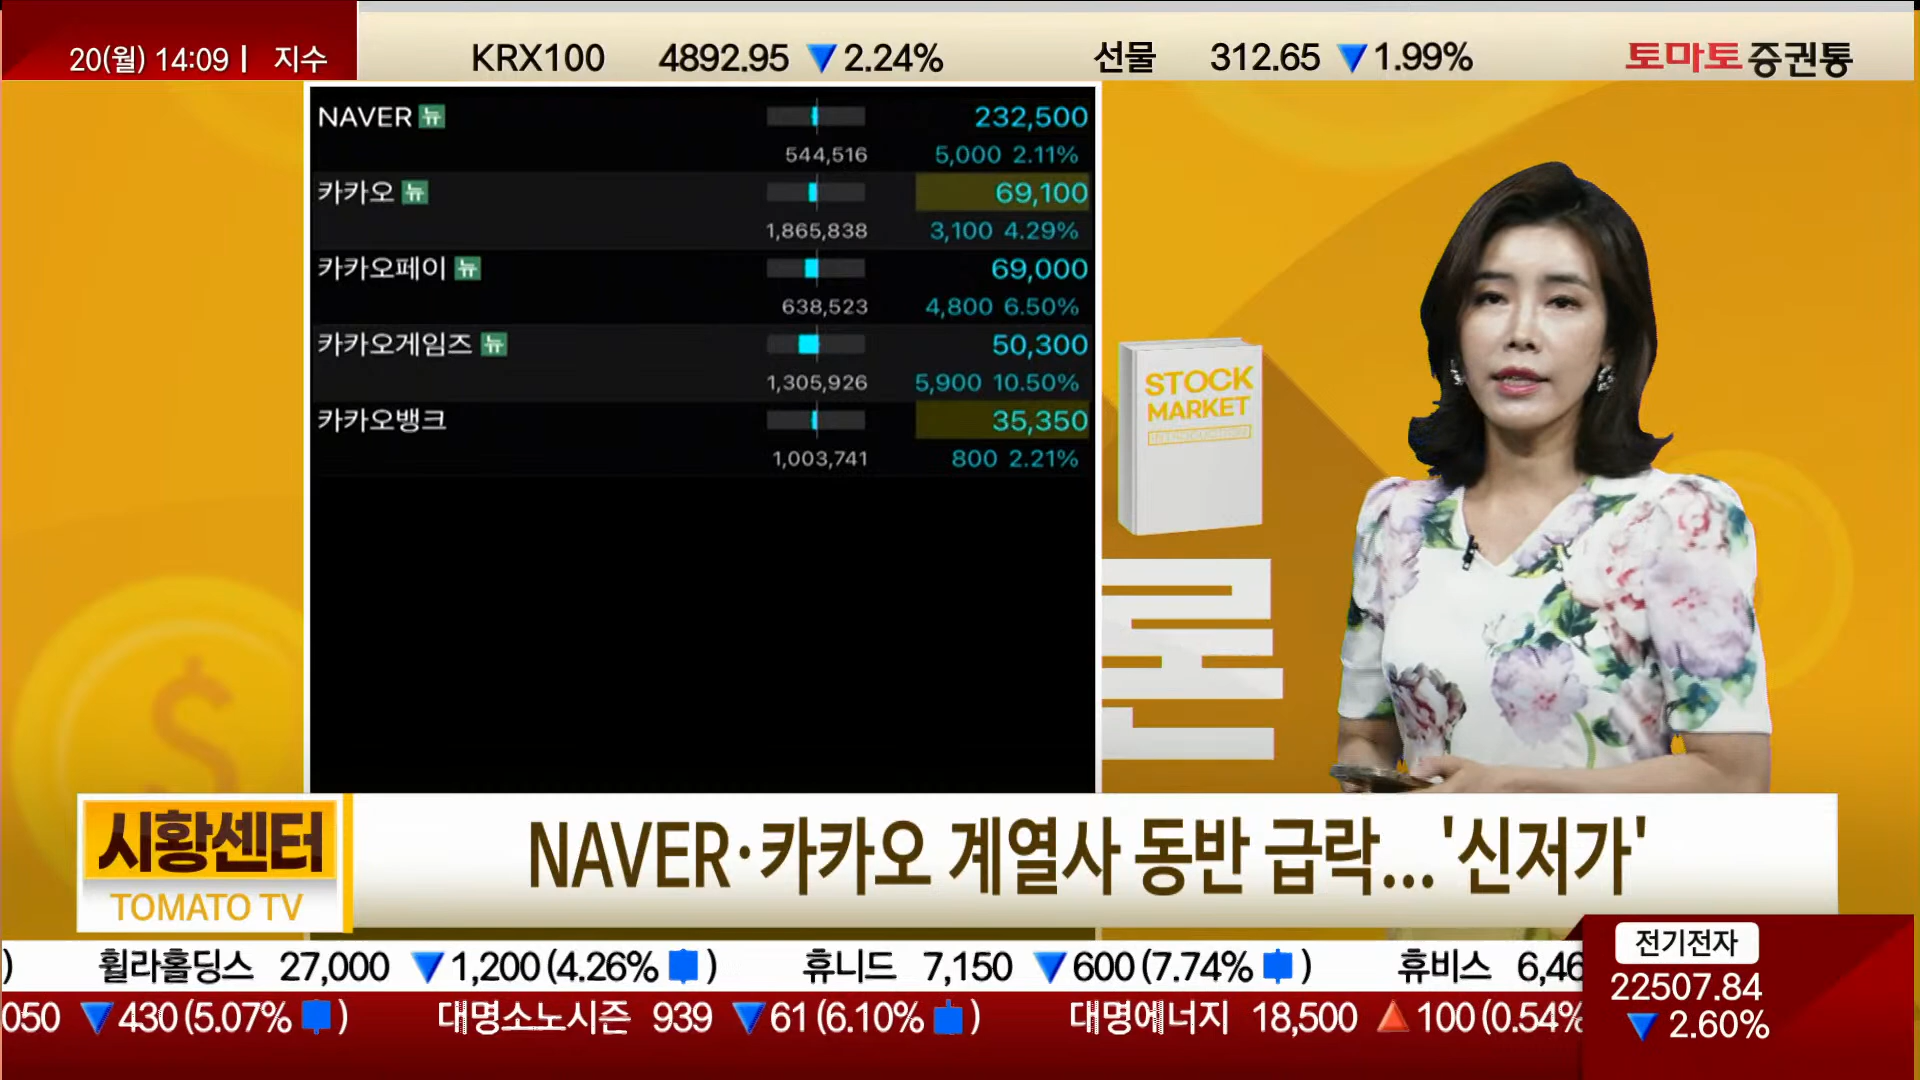 20(월) 14:09 | 지수 KRX100 4892.95 ▼2.24% 선물 312.65 ▼1.99% 토마토증권통
NAVER 뉴 232,500
544,516 5,000 2.11%
카카오 뉴 69,100
1,865,838 3,100 4.29%
카카오페이 뉴 69,000
638,523 4,800 6.50%
카카오게임즈 뉴 50,300
1,305,926 5,900 10.50%
카카오뱅크 35,350
1,003,741 800 2.21%
STOCK
MARKET
INTRODUCTION
론
시황센터
TOMATO TV
NAVER·카카오 계열사 동반 급락...'신저가'
) 휠라홀딩스 27,000 ▼1,200(4.26% ) 휴니드 7,150 ▼600(7.74% ) 휴비스 6,46
050 ▼430(5.07% ) 대명소노시즌 939 ▼61(6.10% ) 대명에너지 18,500 ▲100(0.54%
전기전자
22507.84
▼2.60%